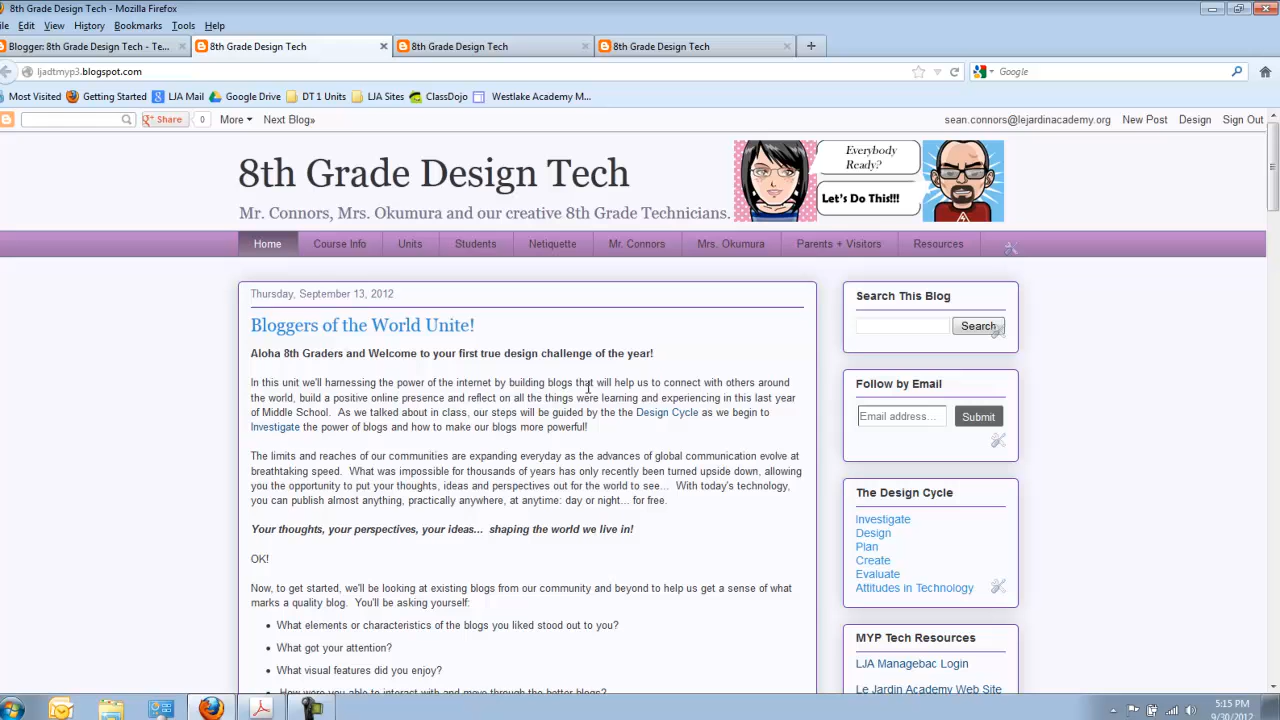 8th Grade Design Tech - Mozilla Firefox
File Edit View History Bookmarks Tools Help
Blogger: 8th Grade Design Tech - Te... 8th Grade Design Tech 8th Grade Design Tech 8th Grade Design Tech
ljadtmyp3.blogspot.com Google
Most Visited Getting Started LJA Mail Google Drive DT 1 Units LJA Sites ClassDojo Westlake Academy M...
Share 0 More Next Blog» sean.connors@lejardinacademy.org New Post Design Sign Out
8th Grade Design Tech
Everybody
Ready?
Let's Do This!!!
Mr. Connors, Mrs. Okumura and our creative 8th Grade Technicians.
Home Course Info Units Students Netiquette Mr. Connors Mrs. Okumura Parents + Visitors Resources
Thursday, September 13, 2012
Bloggers of the World Unite!
Aloha 8th Graders and Welcome to your first true design challenge of the year!
In this unit we'll harnessing the power of the internet by building blogs that will help us to connect with others around
the world, build a positive online presence and reflect on all the things were learning and experiencing in this last year
of Middle School. As we talked about in class, our steps will be guided by the the Design Cycle as we begin to
Investigate the power of blogs and how to make our blogs more powerful!
The limits and reaches of our communities are expanding everyday as the advances of global communication evolve at
breathtaking speed. What was impossible for thousands of years has only recently been turned upside down, allowing
you the opportunity to put your thoughts, ideas and perspectives out for the world to see... With today's technology,
you can publish almost anything, practically anywhere, at anytime: day or night... for free.
Your thoughts, your perspectives, your ideas... shaping the world we live in!
OK!
Now, to get started, we'll be looking at existing blogs from our community and beyond to help us get a sense of what
marks a quality blog. You'll be asking yourself:
What elements or characteristics of the blogs you liked stood out to you?
What got your attention?
What visual features did you enjoy?
How were you able to interact with and move through the better blogs?
Search This Blog
Search
Follow by Email
Email address... Submit
The Design Cycle
Investigate
Design
Plan
Create
Evaluate
Attitudes in Technology
MYP Tech Resources
LJA Managebac Login
Le Jardin Academy Web Site
5:15 PM
9/30/2012